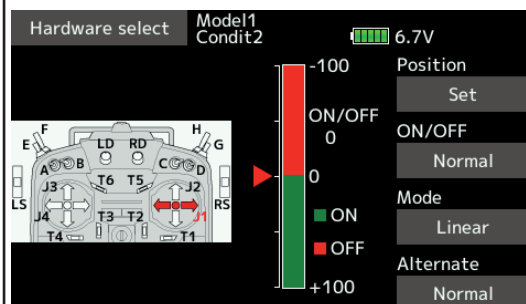 Hardware select
Model1
Condit2
6.7V
F
E
LD
RD
H
G
A
B
C
D
J3
T6
T5
J2
LS
J4
T3
T2
J1
RS
T4
T1
-100
ON/OFF
0
0
ON
OFF
+100
Position
Set
ON/OFF
Normal
Mode
Linear
Alternate
Normal